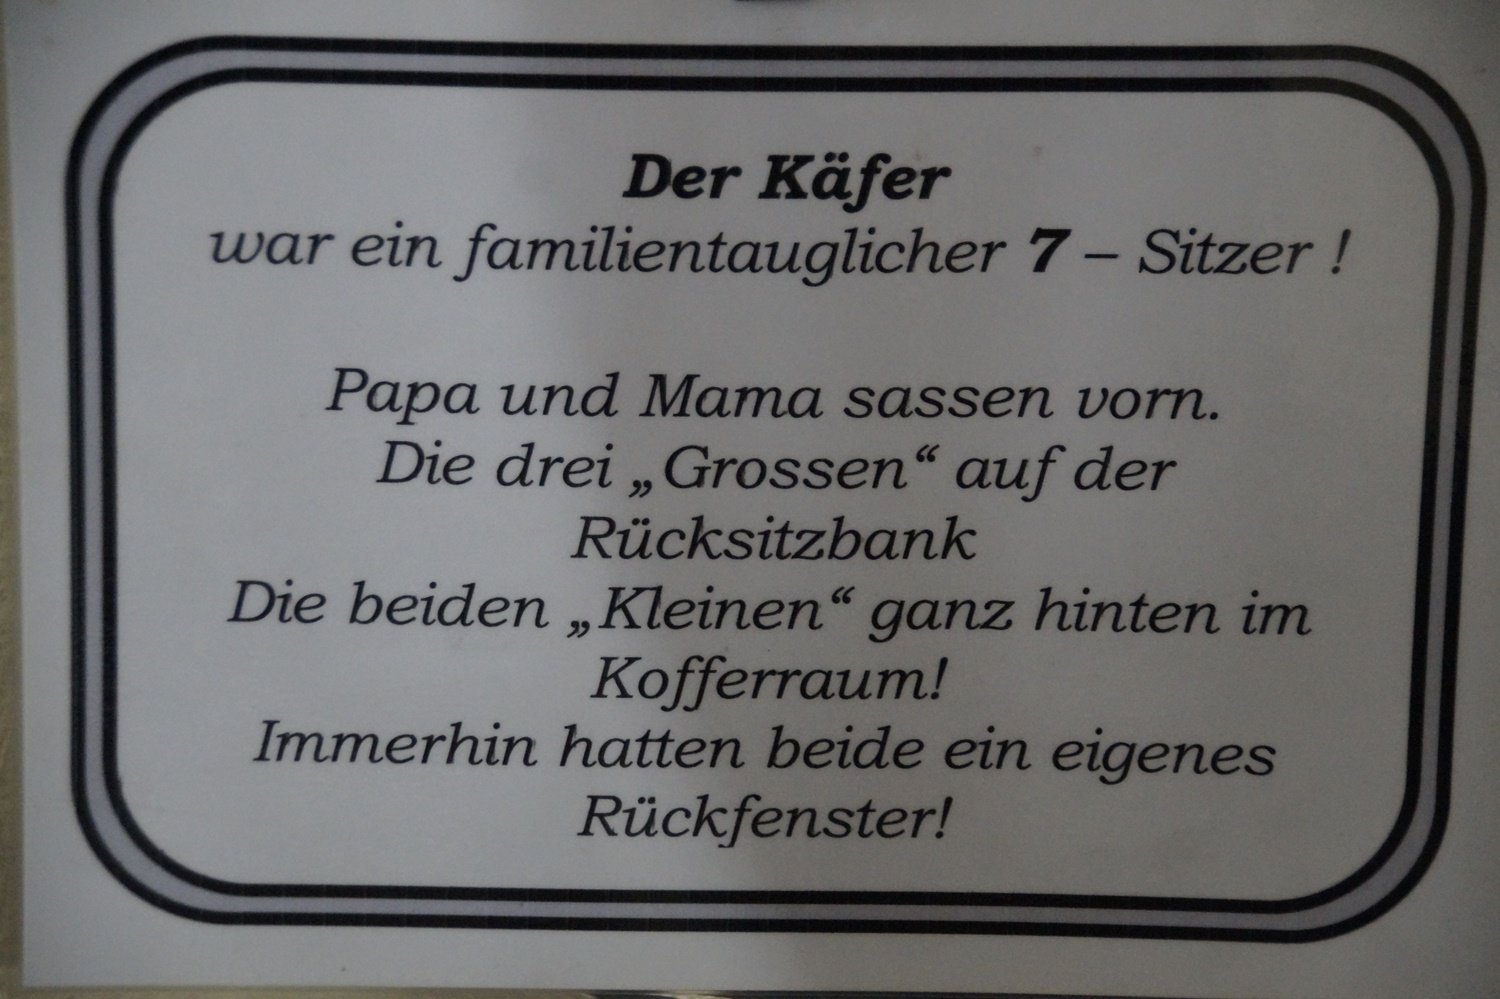 Der Käfer
war ein familientauglicher 7 – Sitzer !
Papa und Mama sassen vorn.
Die drei „Grossen“ auf der
Rücksitzbank
Die beiden „Kleinen“ ganz hinten im
Kofferraum!
Immerhin hatten beide ein eigenes
Rückfenster!